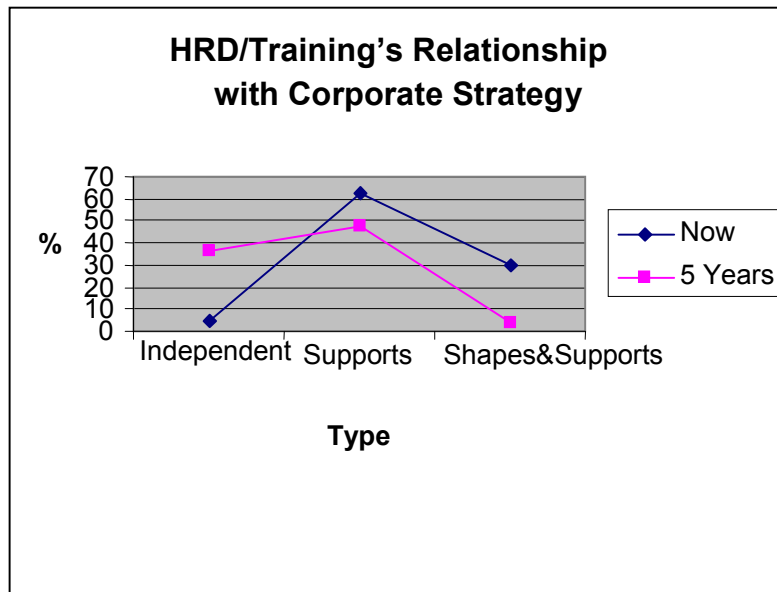 HRD/Training's Relationship
with Corporate Strategy
70
60
50
40
30
20
10
0
%
Independent Supports Shapes&Supports
Type
Now
5 Years